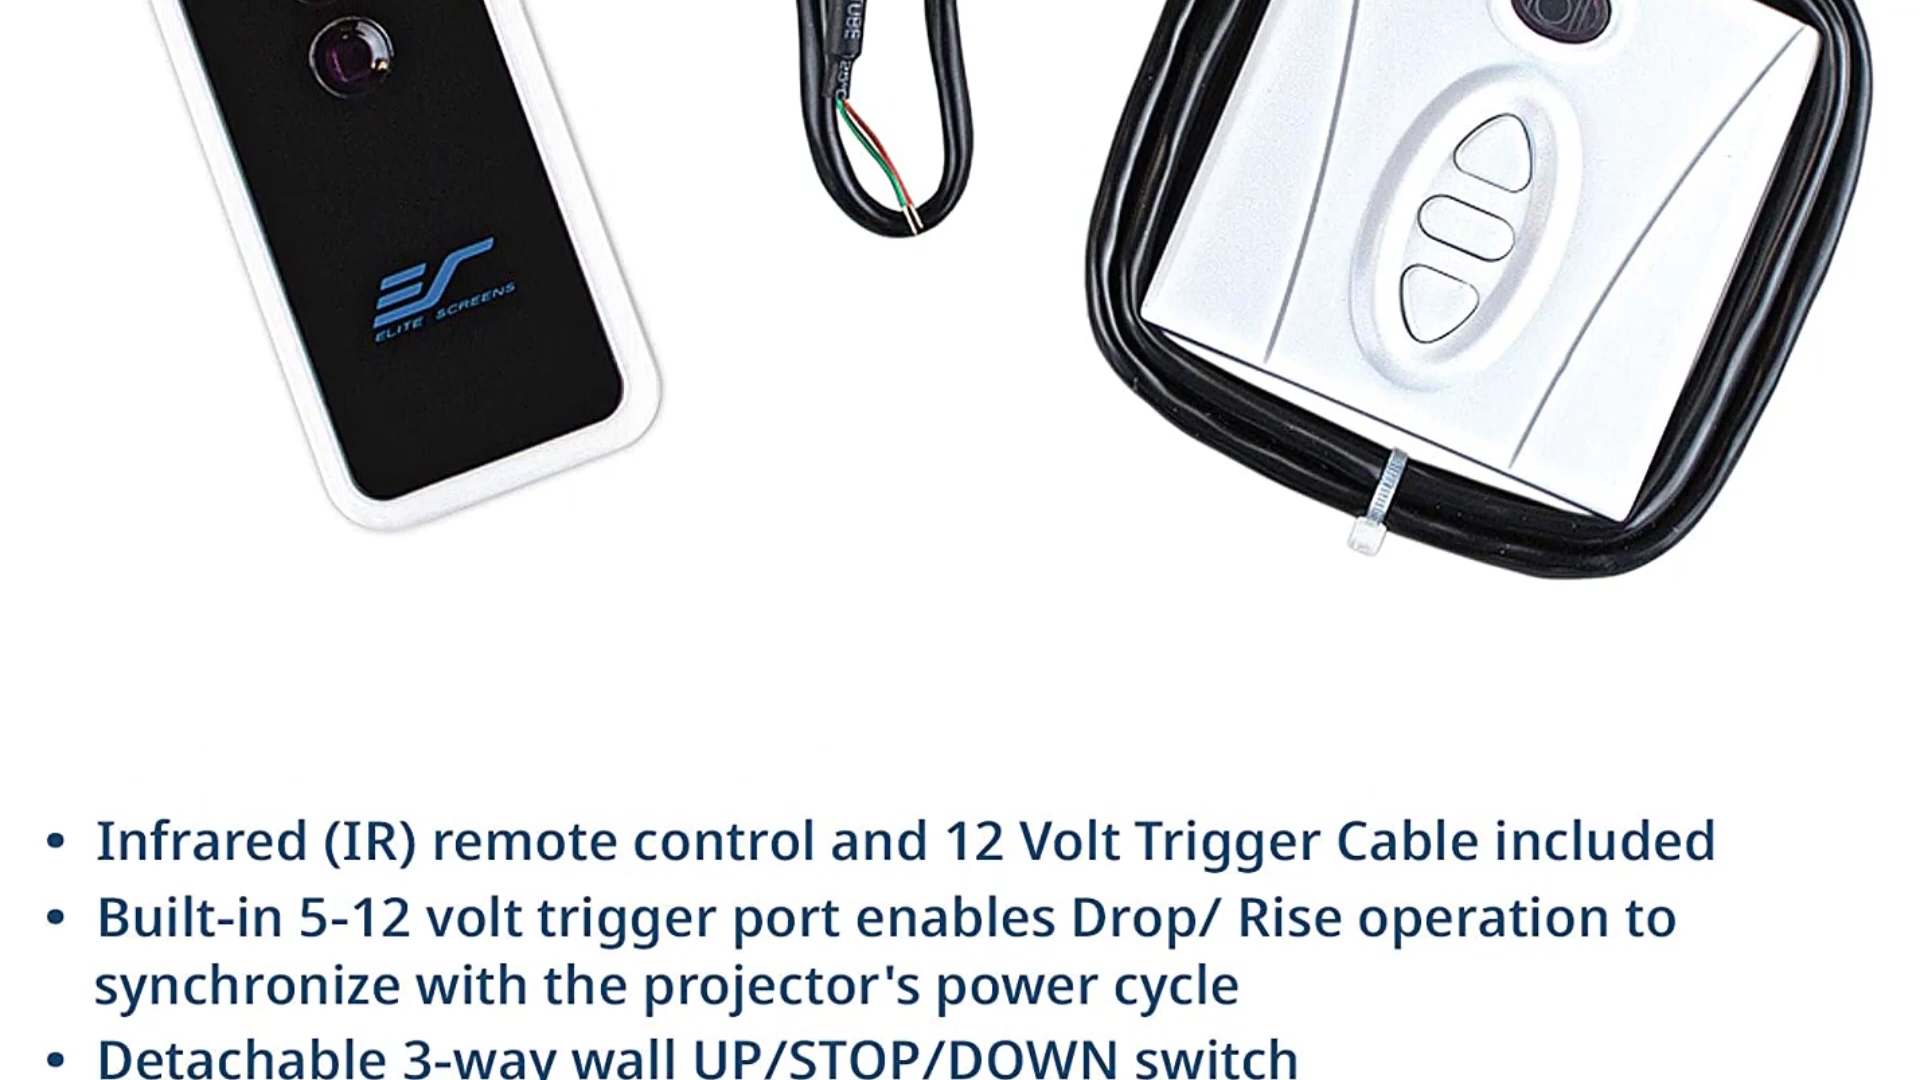 TUBE
ELITE SCREENS
• Infrared (IR) remote control and 12 Volt Trigger Cable included
• Built-in 5-12 volt trigger port enables Drop/ Rise operation to
synchronize with the projector's power cycle
• Detachable 3-way wall UP/STOP/DOWN switch